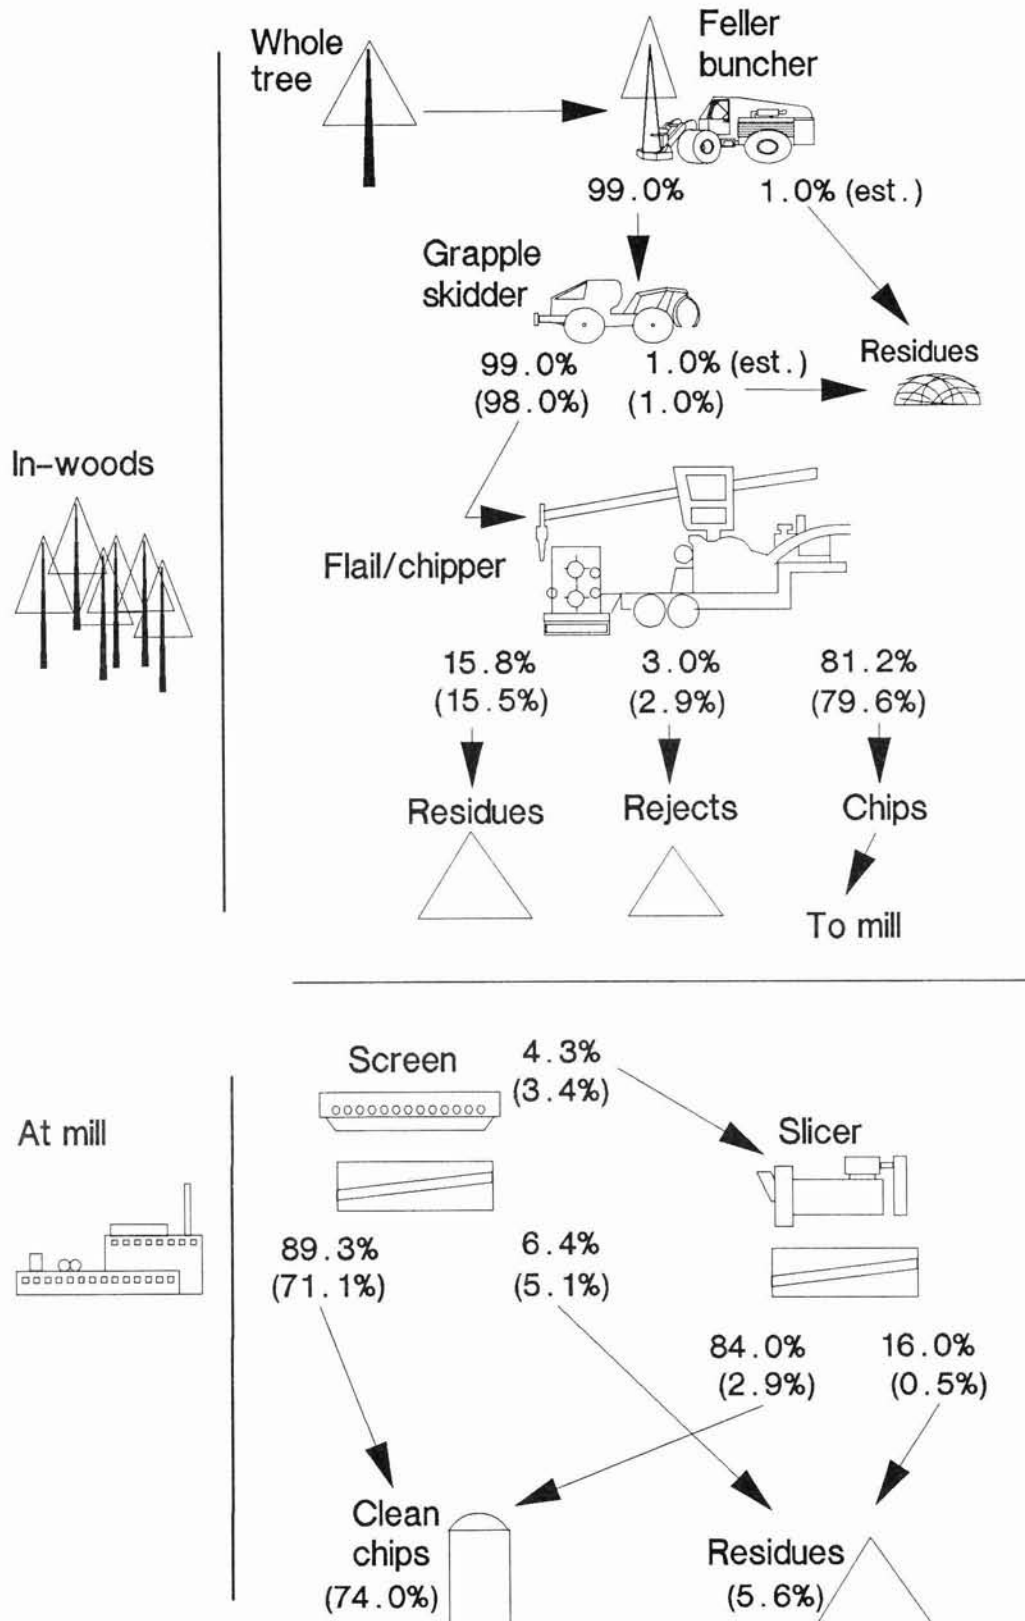 Whole
tree
Feller
buncher
99.0%
1.0% (est.)
Grapple
skidder
99.0%
(98.0%)
1.0% (est.)
(1.0%)
Residues
In-woods
Flail/chipper
15.8%
(15.5%)
3.0%
(2.9%)
81.2%
(79.6%)
Residues
Rejects
Chips
To mill
At mill
Screen
4.3%
(3.4%)
Slicer
89.3%
(71.1%)
6.4%
(5.1%)
84.0%
(2.9%)
16.0%
(0.5%)
Clean
chips
(74.0%)
Residues
(5.6%)